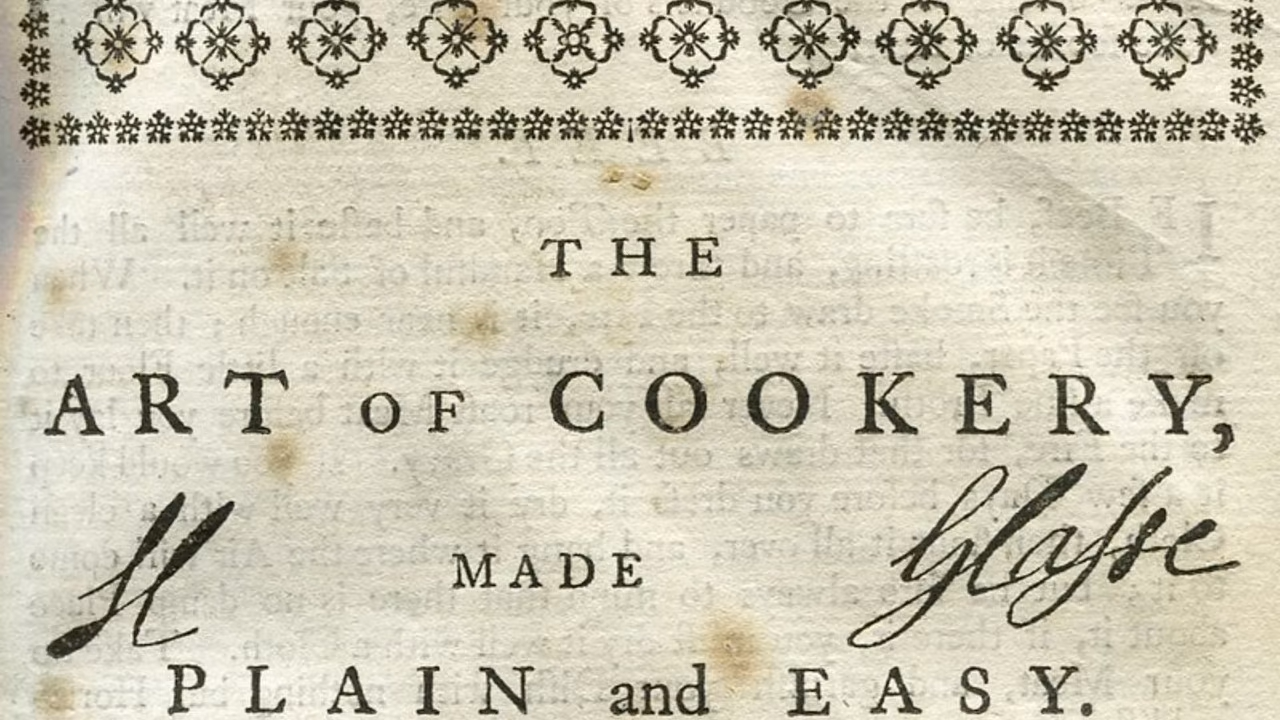 THE
ART OF COOKERY,
H Glasse
MADE
PLAIN and EASY.